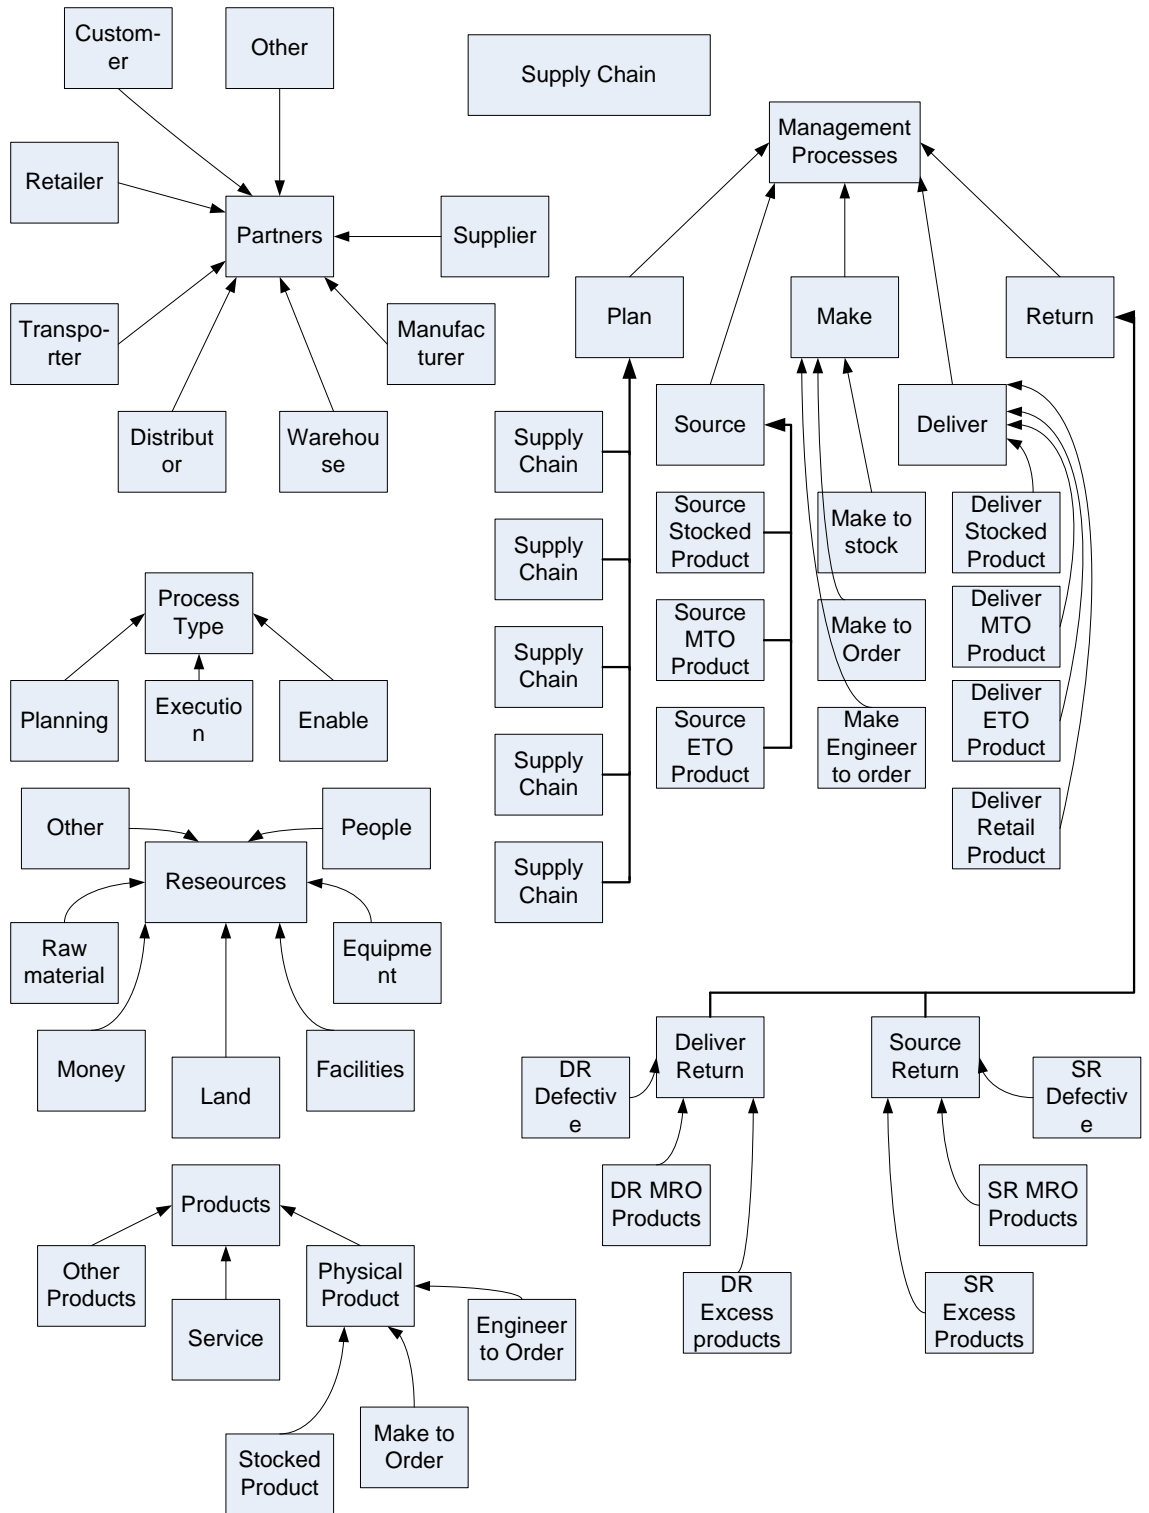 Custom-
er
Other
Supply Chain
Management
Processes
Retailer
Partners
Supplier
Transpo-
rter
Manufac
turer
Distribut
or
Warehou
se
Plan
Make
Return
Source
Deliver
Supply
Chain
Supply
Chain
Supply
Chain
Supply
Chain
Supply
Chain
Source
Stocked
Product
Source
MTO
Product
Source
ETO
Product
Make to
stock
Make to
Order
Make
Engineer
to order
Deliver
Stocked
Product
Deliver
MTO
Product
Deliver
ETO
Product
Deliver
Retail
Product
Process
Type
Planning
Executio
n
Enable
Other
People
Reseources
Raw
material
Equipme
nt
Money
Land
Facilities
Deliver
Return
Source
Return
DR
Defectiv
e
SR
Defectiv
e
DR MRO
Products
SR MRO
Products
DR
Excess
products
SR
Excess
Products
Products
Other
Products
Service
Physical
Product
Engineer
to Order
Make to
Order
Stocked
Product